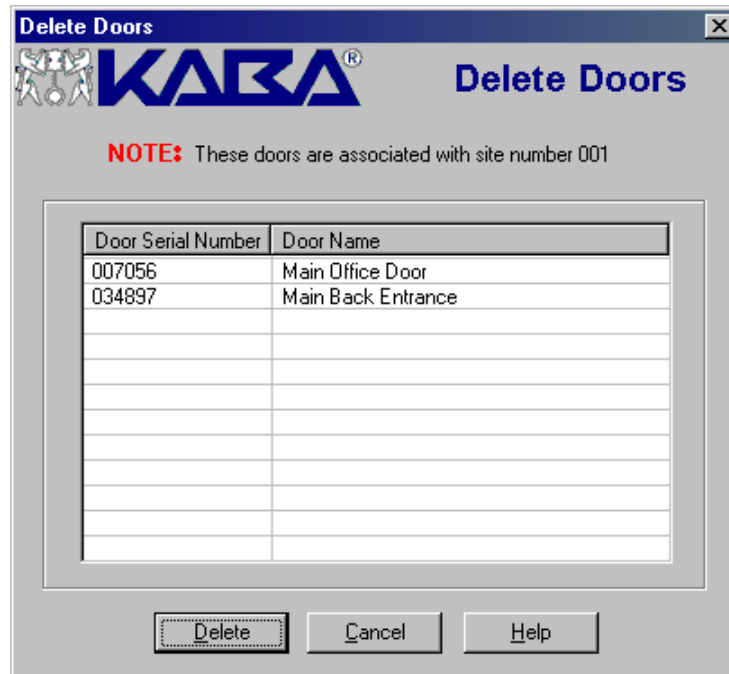 Delete Doors
KABA®
Delete Doors
NOTE: These doors are associated with site number 001
Door Serial Number Door Name
007056 Main Office Door
034897 Main Back Entrance
Delete Cancel Help